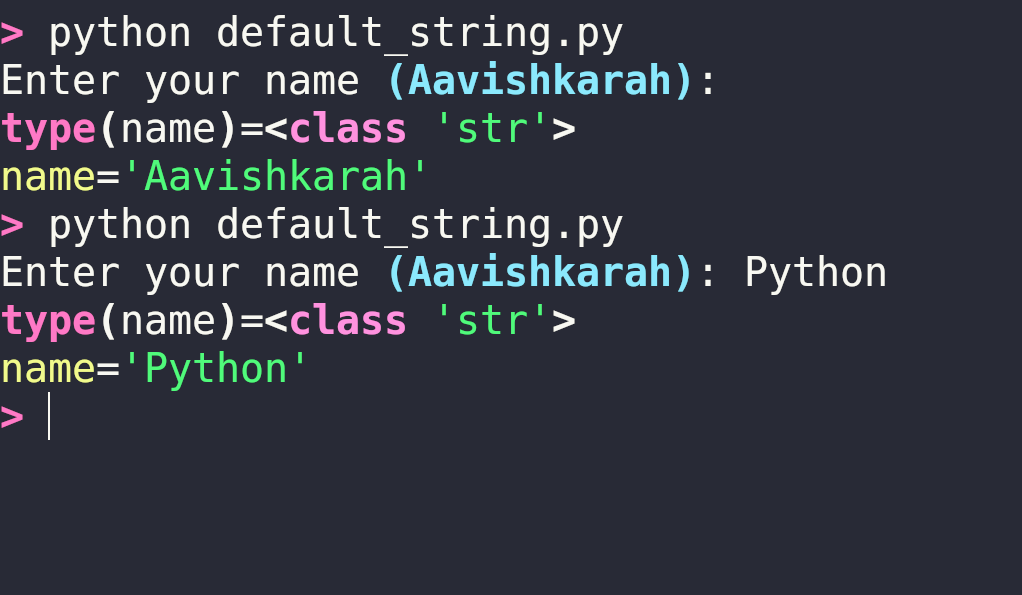 > python default_string.py
Enter your name (Aavishkarah):
type(name)=<class 'str'>
name='Aavishkarah'
> python default_string.py
Enter your name (Aavishkarah): Python
type(name)=<class 'str'>
name='Python'
>